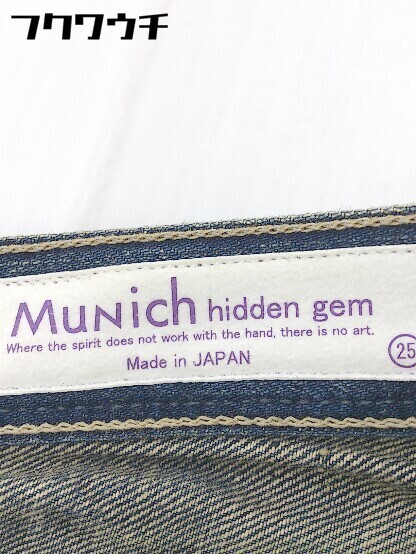 フクワウチ
MUNiCh hidden gem
Where the spirit does not work with the hand, there is no art.
Made in JAPAN
25